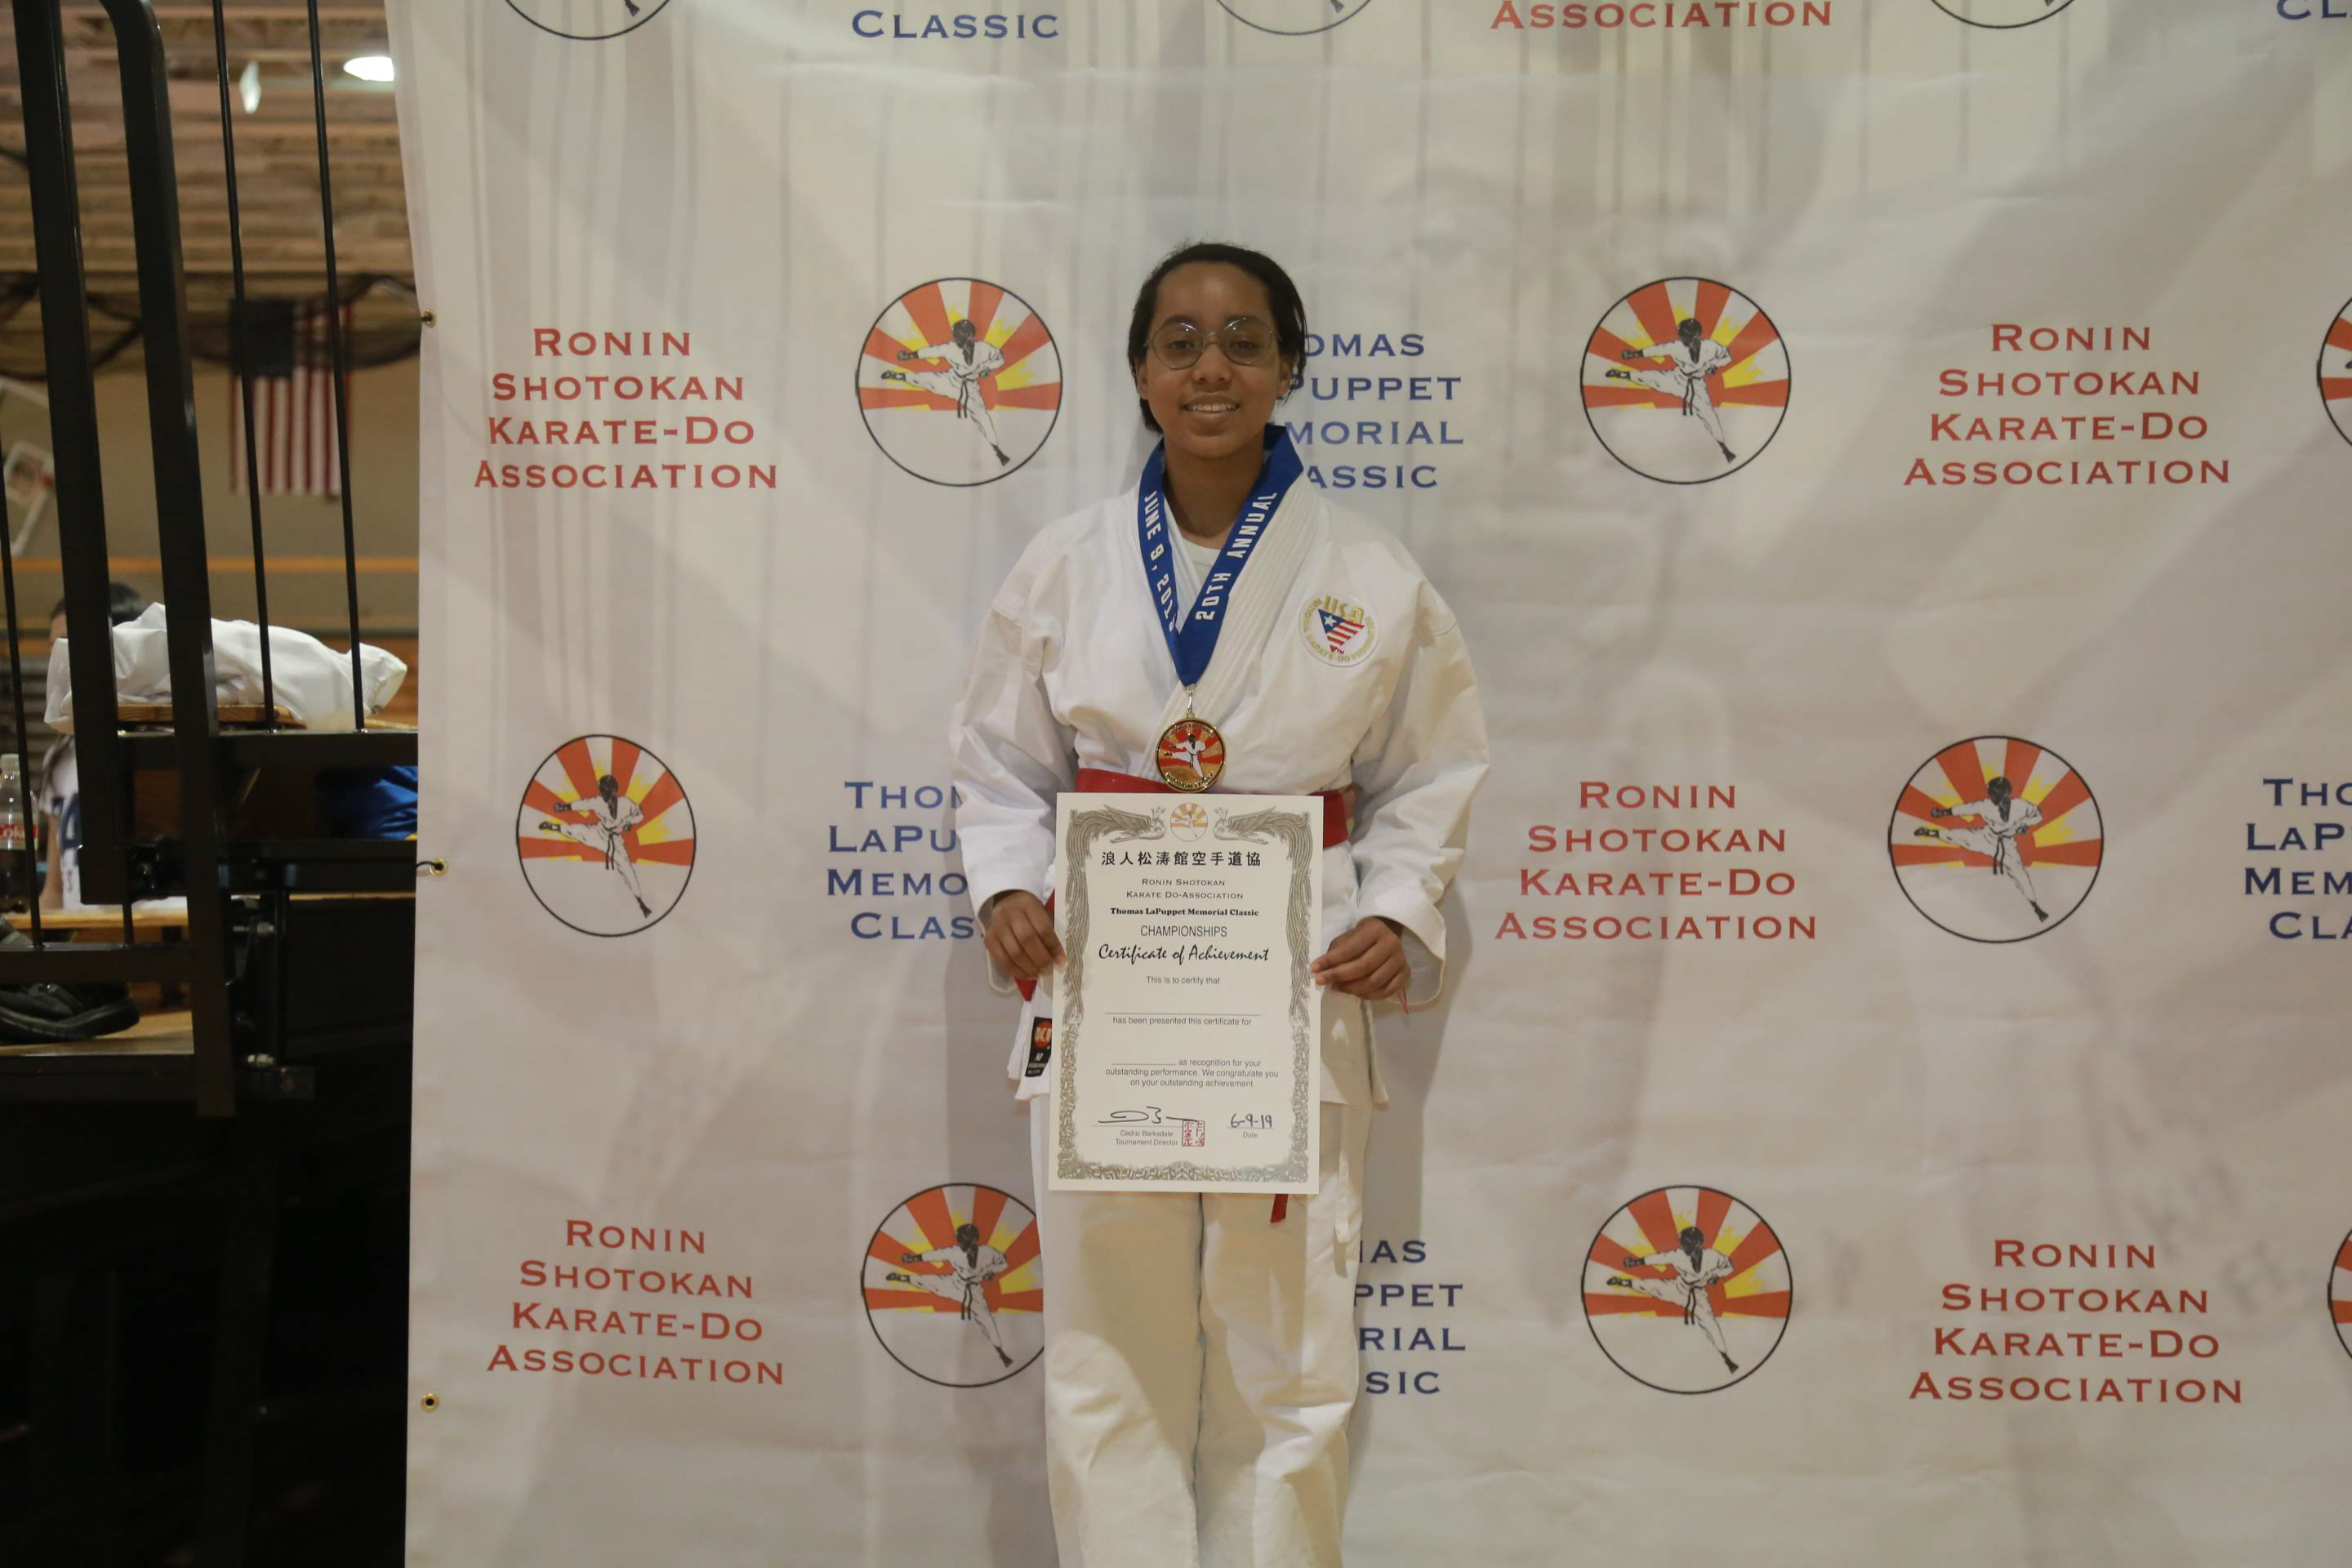 CLASSIC
ASSOCIATION
RONIN
SHOTOKAN
KARATE-DO
ASSOCIATION
OMAS
PUPPET
MORIAL
ASSIC
RONIN
SHOTOKAN
KARATE-DO
ASSOCIATION
JUNE 9,
20TH ANNUAL
USA
THO
LAPU
MEMO
CLAS
RONIN
SHOTOKAN
KARATE-DO
ASSOCIATION
THO
LAP
MEM
CLA
浪人松涛館空手道協
RONIN SHOTOKAN
KARATE DO-ASSOCIATION
Thomas LaPuppet Memorial Classic
CHAMPIONSHIPS
Certificate of Achievement
This is to certify that
has been presented this certificate for
as recognition for your
outstanding performance. We congratulate you
on your outstanding achievement
6-9-19
Cedric Barksdale
Date
Tournament Director
RONIN
SHOTOKAN
KARATE-DO
ASSOCIATION
MAS
PPET
RIAL
SIC
RONIN
SHOTOKAN
KARATE-DO
ASSOCIATION